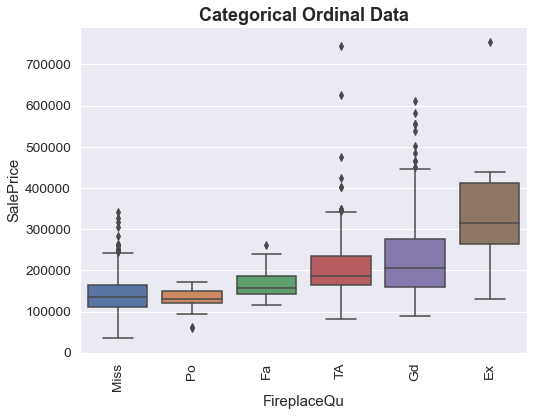 Categorical Ordinal Data
700000
600000
500000
400000
300000
200000
100000
0
SalePrice
Miss
Po
Fa
TA
Gd
Ex
FireplaceQu